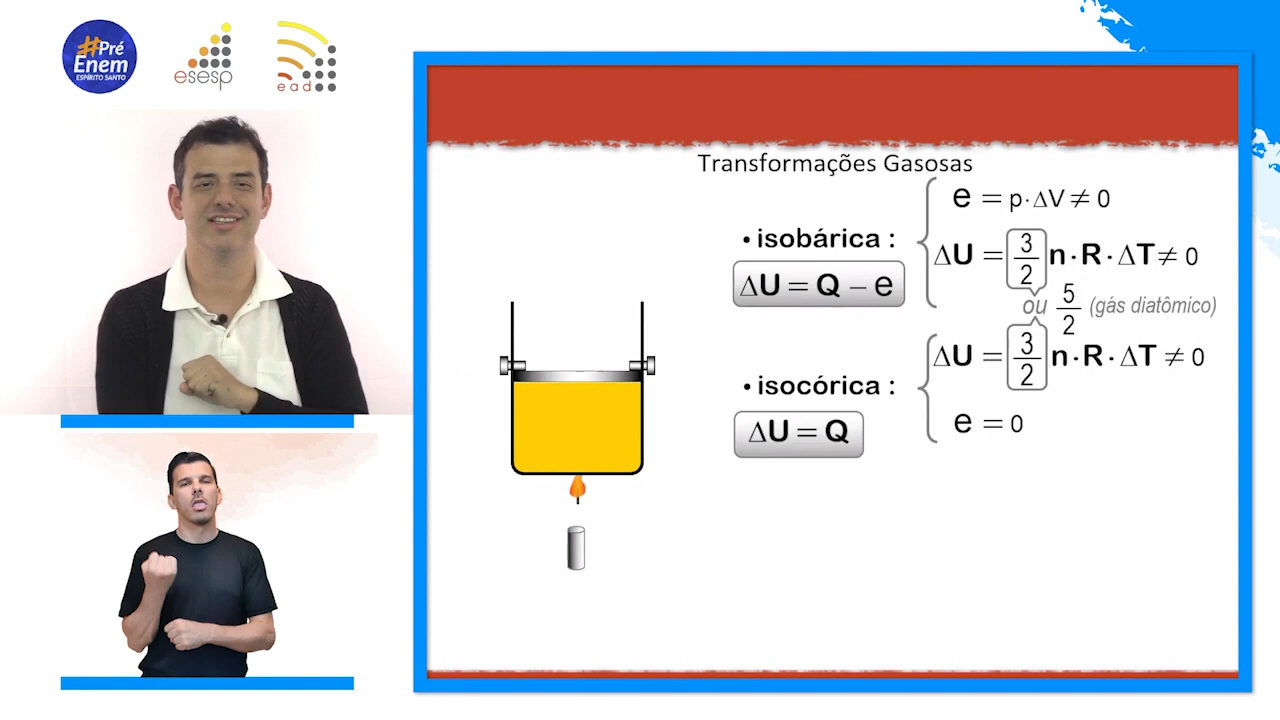 #Pré
Enem
ESPÍRITO SANTO
esesp
ead
Transformações Gasosas
• isobárica :
ΔU = Q – e
e = p·ΔV ≠ 0
ΔU = 3/2 n·R·ΔT ≠ 0
ou 5/2 (gás diatômico)
• isocórica :
ΔU = Q
ΔU = 3/2 n·R·ΔT ≠ 0
e = 0